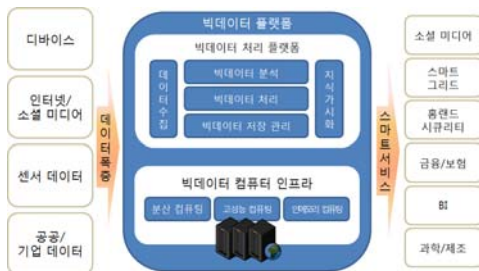 디바이스
인터넷/
소셜 미디어
센서 데이터
공공/
기업 데이터
데이터폭증
빅데이터 플랫폼
빅데이터 처리 플랫폼
데이터수집
빅데이터 분석
빅데이터 처리
빅데이터 저장 관리
지식가시화
빅데이터 컴퓨터 인프라
분산 컴퓨팅
고성능 컴퓨팅
인메모리 컴퓨팅
스마트서비스
소셜 미디어
스마트
그리드
홈랜드
시큐리티
금융/보험
BI
과학/제조